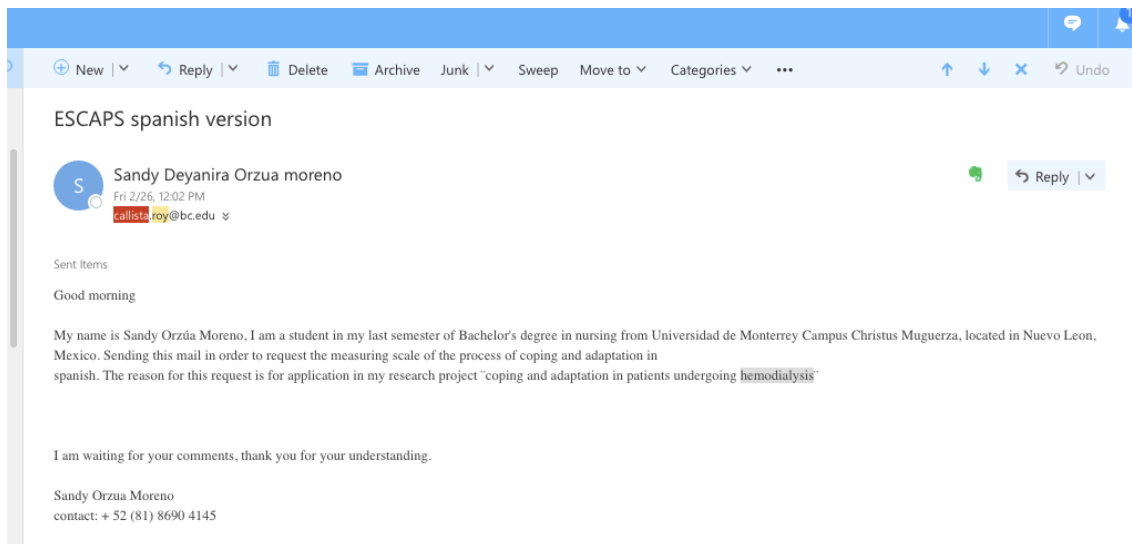 New Reply Delete Archive Junk Sweep Move to Categories ••• Undo
ESCAPS spanish version
S
Sandy Deyanira Orzua moreno
Reply
Fri 2/26, 12:02 PM
callista.roy@bc.edu
Sent Items
Good morning
My name is Sandy Orzúa Moreno, I am a student in my last semester of Bachelor's degree in nursing from Universidad de Monterrey Campus Christus Muguerza, located in Nuevo Leon,
Mexico. Sending this mail in order to request the measuring scale of the process of coping and adaptation in
spanish. The reason for this request is for application in my research project ¨coping and adaptation in patients undergoing hemodialysis¨
I am waiting for your comments, thank you for your understanding.
Sandy Orzua Moreno
contact: + 52 (81) 8690 4145